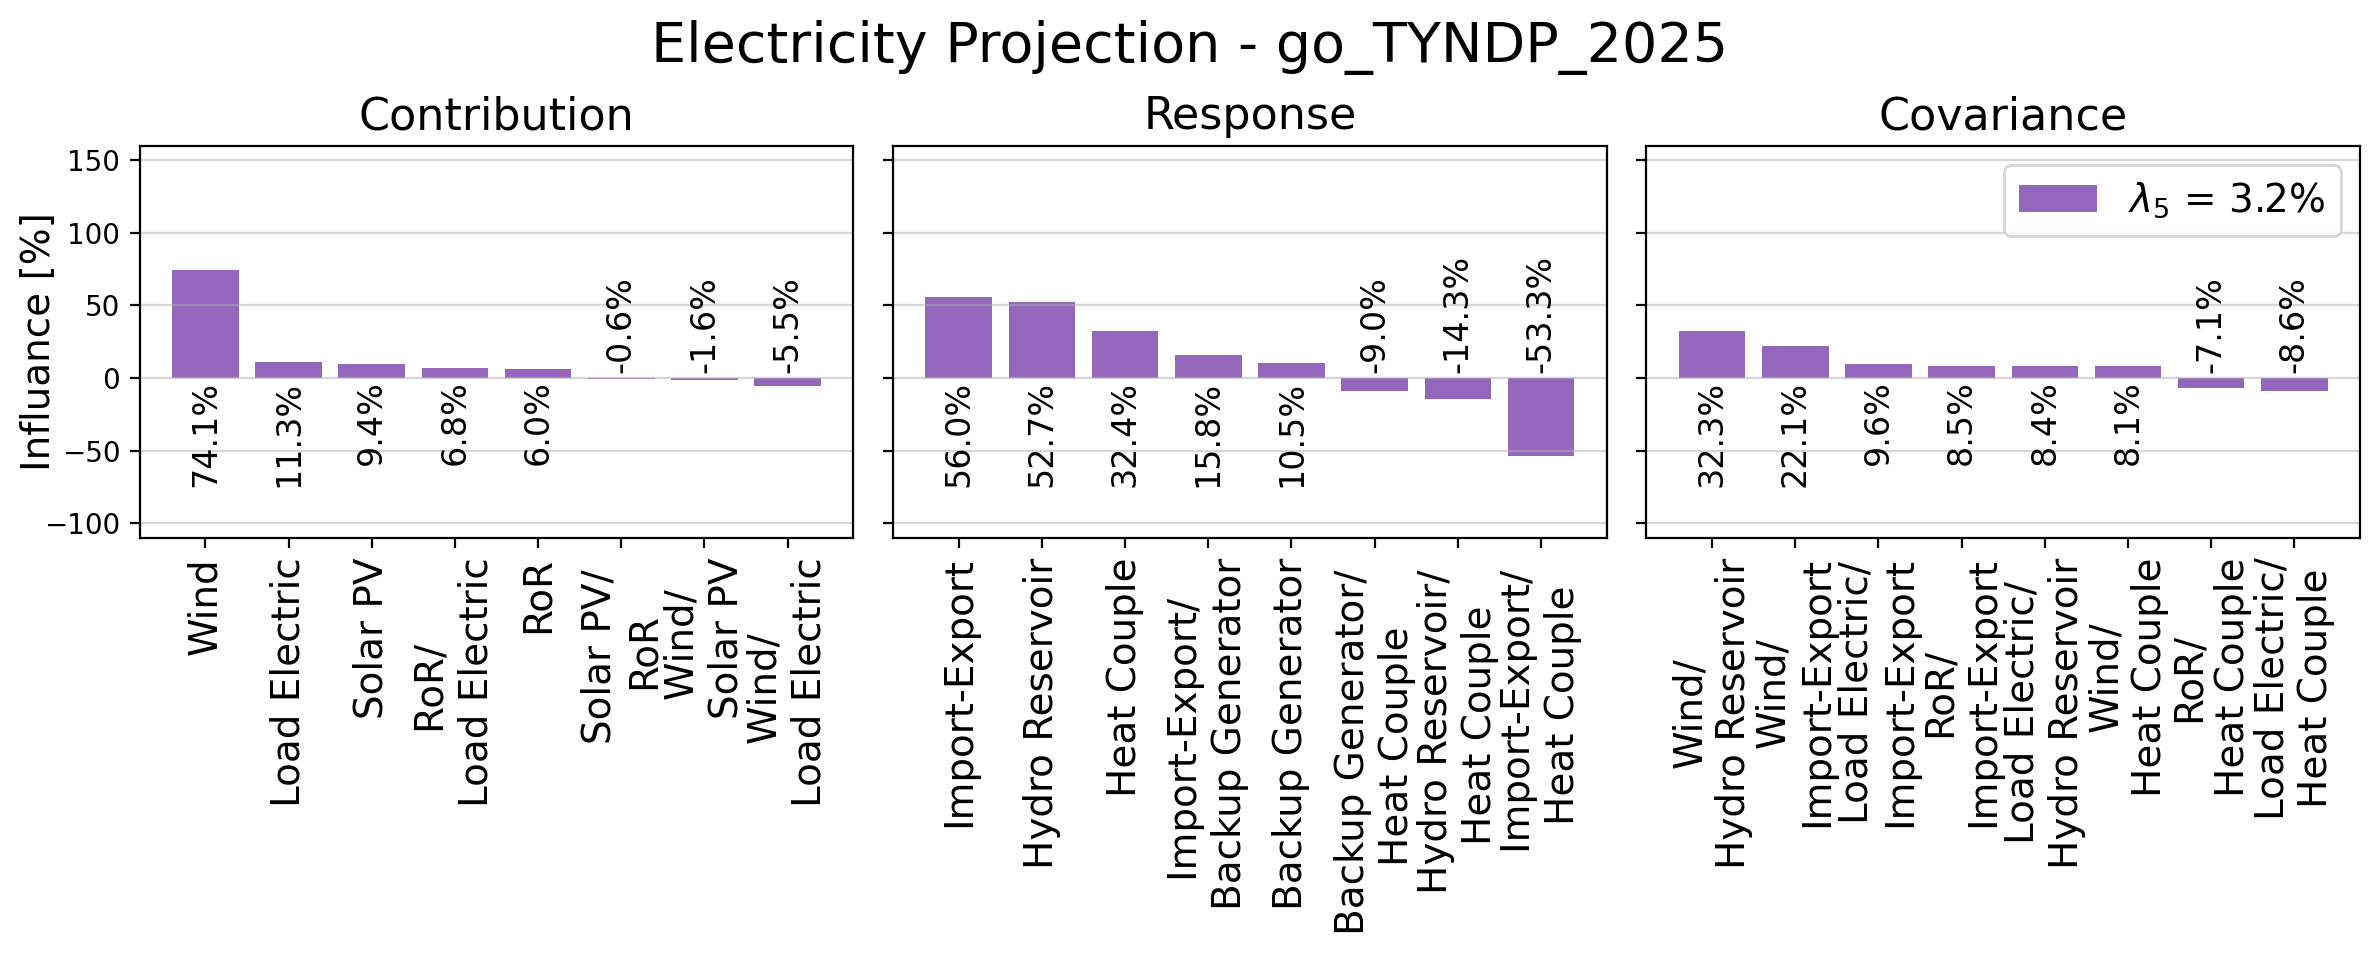 Electricity Projection - go_TYNDP_2025
Contribution
Response
Covariance
Influance [%]
150
100
50
0
−50
−100
74.1%
11.3%
9.4%
6.8%
6.0%
-0.6%
-1.6%
-5.5%
56.0%
52.7%
32.4%
15.8%
10.5%
-9.0%
-14.3%
-53.3%
λ5 = 3.2%
32.3%
22.1%
9.6%
8.5%
8.4%
8.1%
-7.1%
-8.6%
Wind
Load Electric
Solar PV
RoR/
Load Electric
RoR
Solar PV/
RoR
Wind/
Solar PV
Wind/
Load Electric
Import-Export
Hydro Reservoir
Heat Couple
Import-Export/
Backup Generator
Backup Generator
Backup Generator/
Heat Couple
Hydro Reservoir/
Heat Couple
Import-Export/
Heat Couple
Wind/
Hydro Reservoir
Wind/
Import-Export
Load Electric/
Import-Export
RoR/
Import-Export
Load Electric/
Hydro Reservoir
Wind/
Heat Couple
RoR/
Heat Couple
Load Electric/
Heat Couple